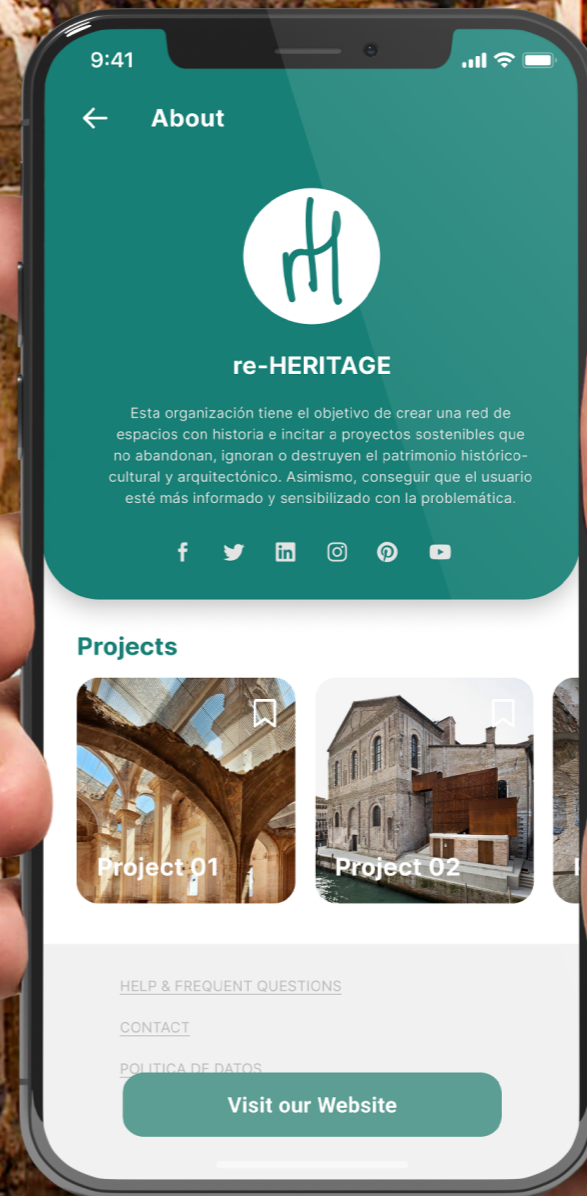 9:41
About
rH
re-HERITAGE
Esta organización tiene el objetivo de crear una red de
espacios con historia e incitar a proyectos sostenibles que
no abandonan, ignoran o destruyen el patrimonio histórico-
cultural y arquitectónico. Asimismo, conseguir que el usuario
esté más informado y sensibilizado con la problemática.
Projects
Project 01
Project 02
HELP & FREQUENT QUESTIONS
CONTACT
POLITICA DE DATOS
Visit our Website